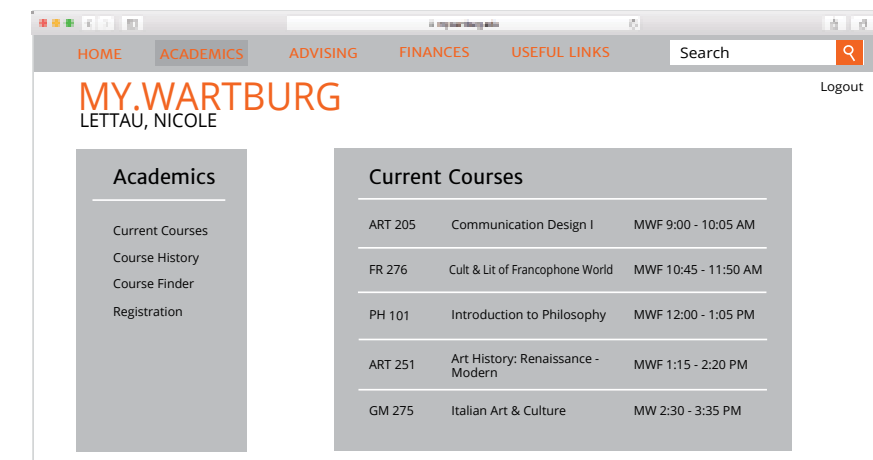 HOME ACADEMICS ADVISING FINANCES USEFUL LINKS Search
Logout
MY.WARTBURG
LETTAU, NICOLE
Academics
Current Courses
Course History
Course Finder
Registration
Current Courses
ART 205 Communication Design I MWF 9:00 - 10:05 AM
FR 276 Cult & Lit of Francophone World MWF 10:45 - 11:50 AM
PH 101 Introduction to Philosophy MWF 12:00 - 1:05 PM
ART 251 Art History: Renaissance -
Modern MWF 1:15 - 2:20 PM
GM 275 Italian Art & Culture MW 2:30 - 3:35 PM